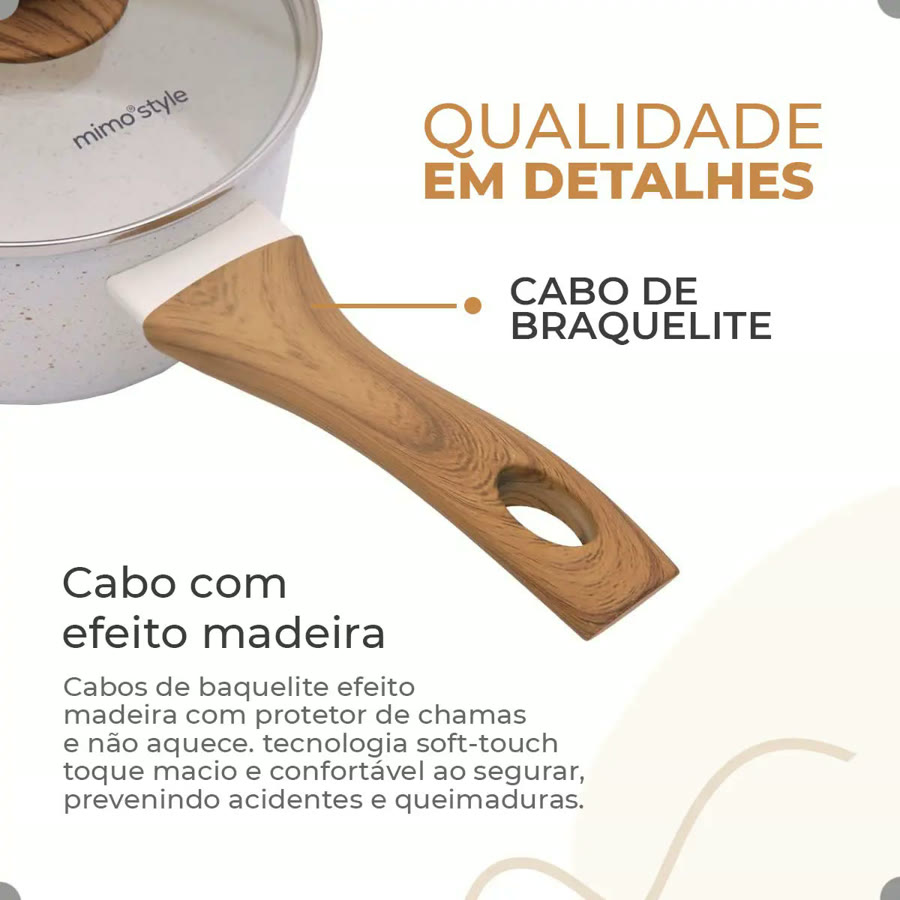 mimo®style
QUALIDADE
EM DETALHES
CABO DE
BRAQUELITE
Cabo com
efeito madeira
Cabos de baquelite efeito
madeira com protetor de chamas
e não aquece. tecnologia soft-touch
toque macio e confortável ao segurar,
prevenindo acidentes e queimaduras.